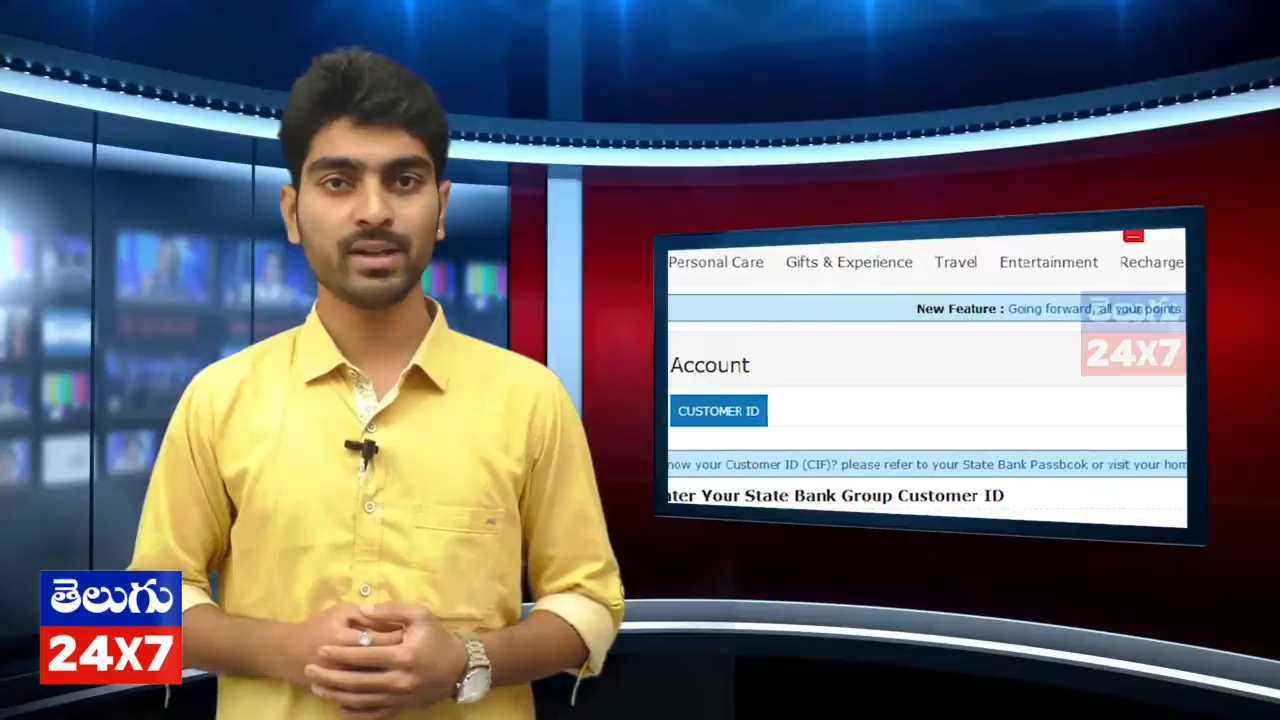 Personal Care Gifts & Experience Travel Entertainment Recharge
New Feature : Going forward, all your points
తెలుగు
24X7
Account
CUSTOMER ID
now your Customer ID (CIF)? please refer to your State Bank Passbook or visit your hom
nter Your State Bank Group Customer ID
తెలుగు
24X7